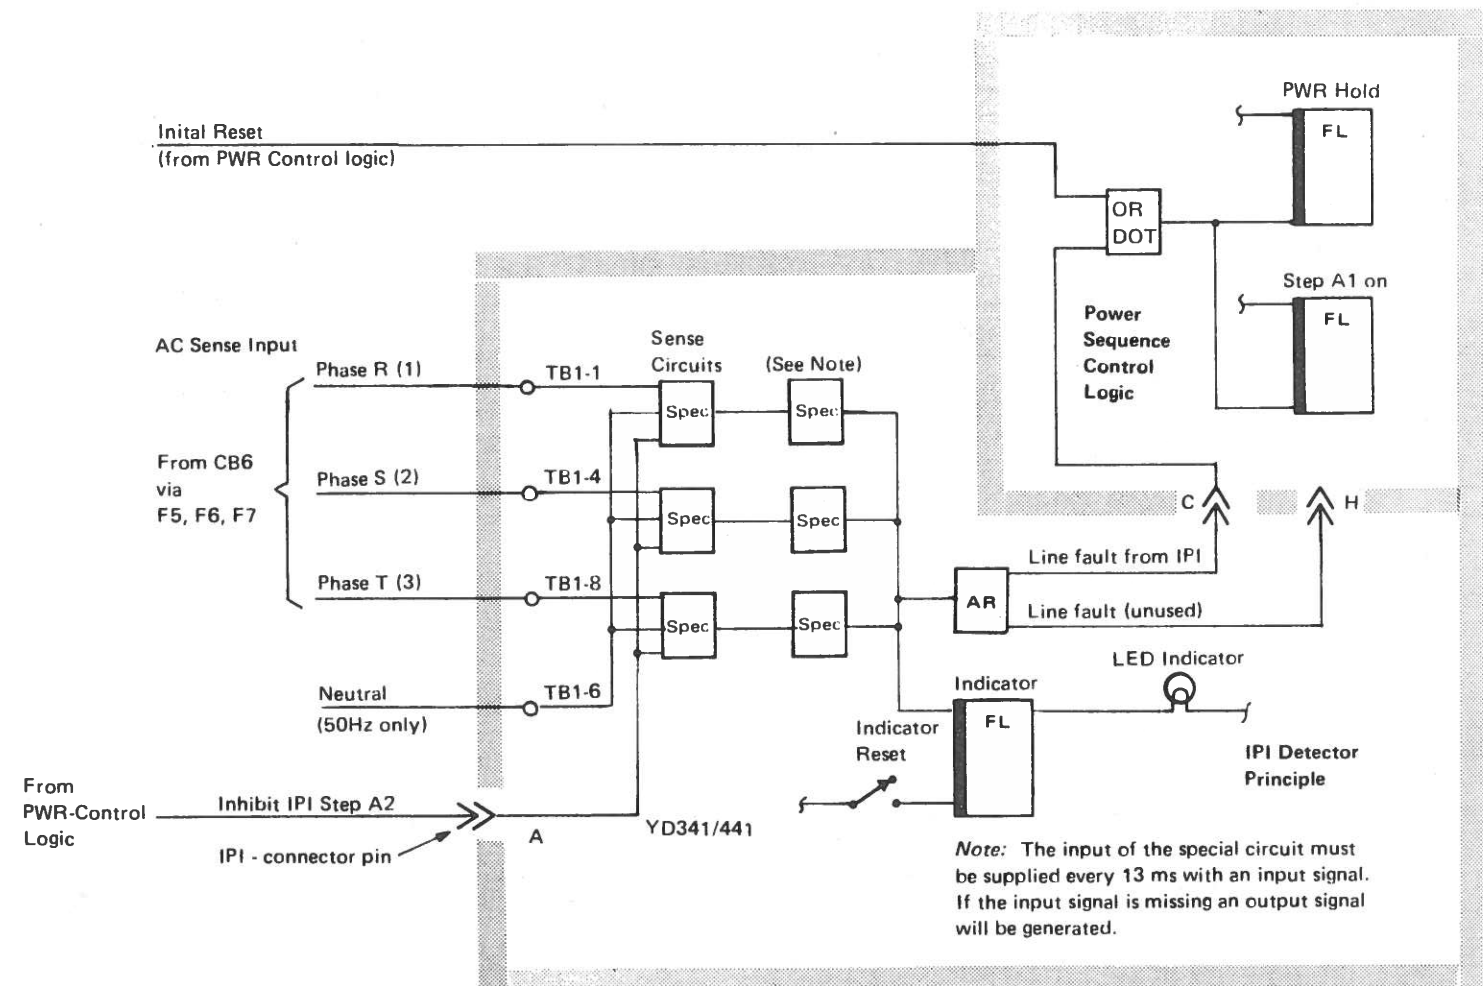 PWR Hold
FL
Inital Reset
(from PWR Control logic)
OR
DOT
Step A1 on
FL
Power
Sequence
Control
Logic
AC Sense Input
Sense
Circuits
(See Note)
Phase R (1)
TB1-1
Spec
Spec
From CB6
via
F5, F6, F7
Phase S (2)
TB1-4
Spec
Spec
C
H
Line fault from IPI
Phase T (3)
TB1-8
Spec
Spec
AR
Line fault (unused)
LED Indicator
Neutral
(50Hz only)
TB1-6
Indicator
FL
Indicator
Reset
IPI Detector
Principle
From
PWR-Control
Logic
Inhibit IPI Step A2
A
YD341/441
IPI - connector pin
Note: The input of the special circuit must
be supplied every 13 ms with an input signal.
If the input signal is missing an output signal
will be generated.